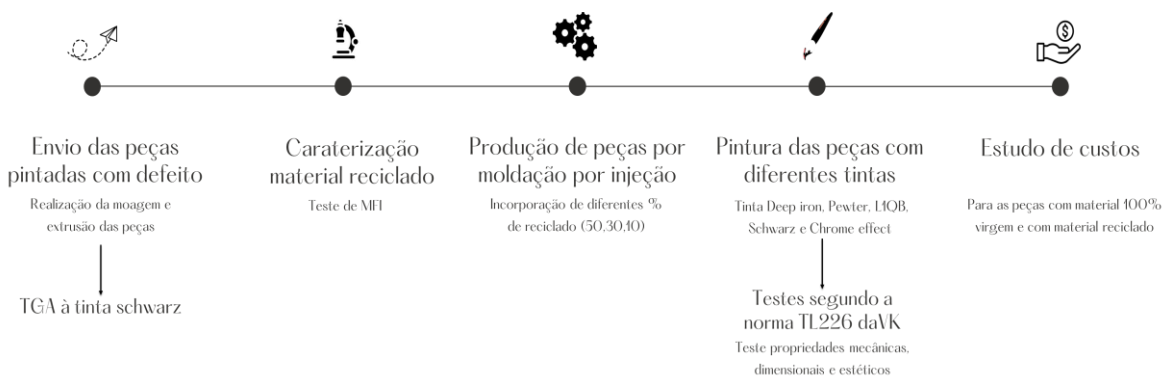 $
Envio das peças
pintadas com defeito
Realização da moagem e
extrusão das peças
TGA à tinta schwarz
Caraterização
material reciclado
Teste de MFI
Produção de peças por
moldação por injeção
Incorporação de diferentes %
de reciclado (50,30,10)
Pintura das peças com
diferentes tintas
Tinta Deep iron, Pewter, L1QB,
Schwarz e Chrome effect
Testes segundo a
norma TL226 daVK
Teste propriedades mecânicas,
dimensionais e estéticos
Estudo de custos
Para as peças com material 100%
virgem e com material reciclado